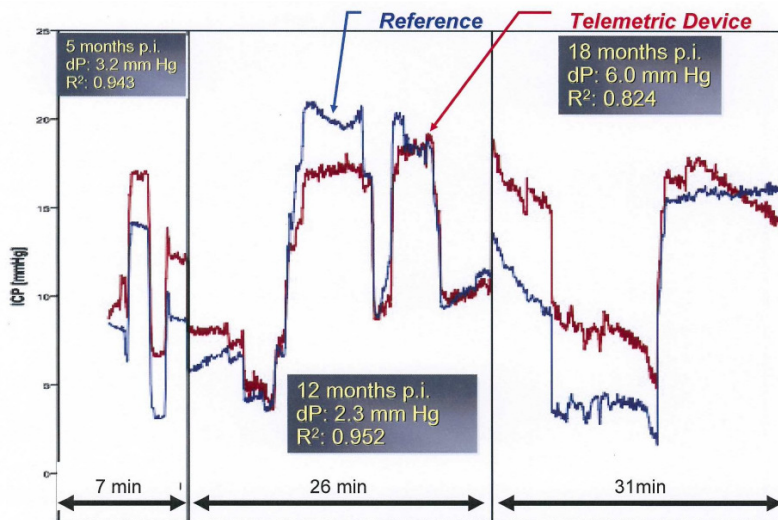 Reference
Telemetric Device
25
20
15
10
5
0
ICP [mmHg]
5 months p.i.
dP: 3.2 mm Hg
R²: 0.943
18 months p.i.
dP: 6.0 mm Hg
R²: 0.824
12 months p.i.
dP: 2.3 mm Hg
R²: 0.952
7 min
26 min
31min